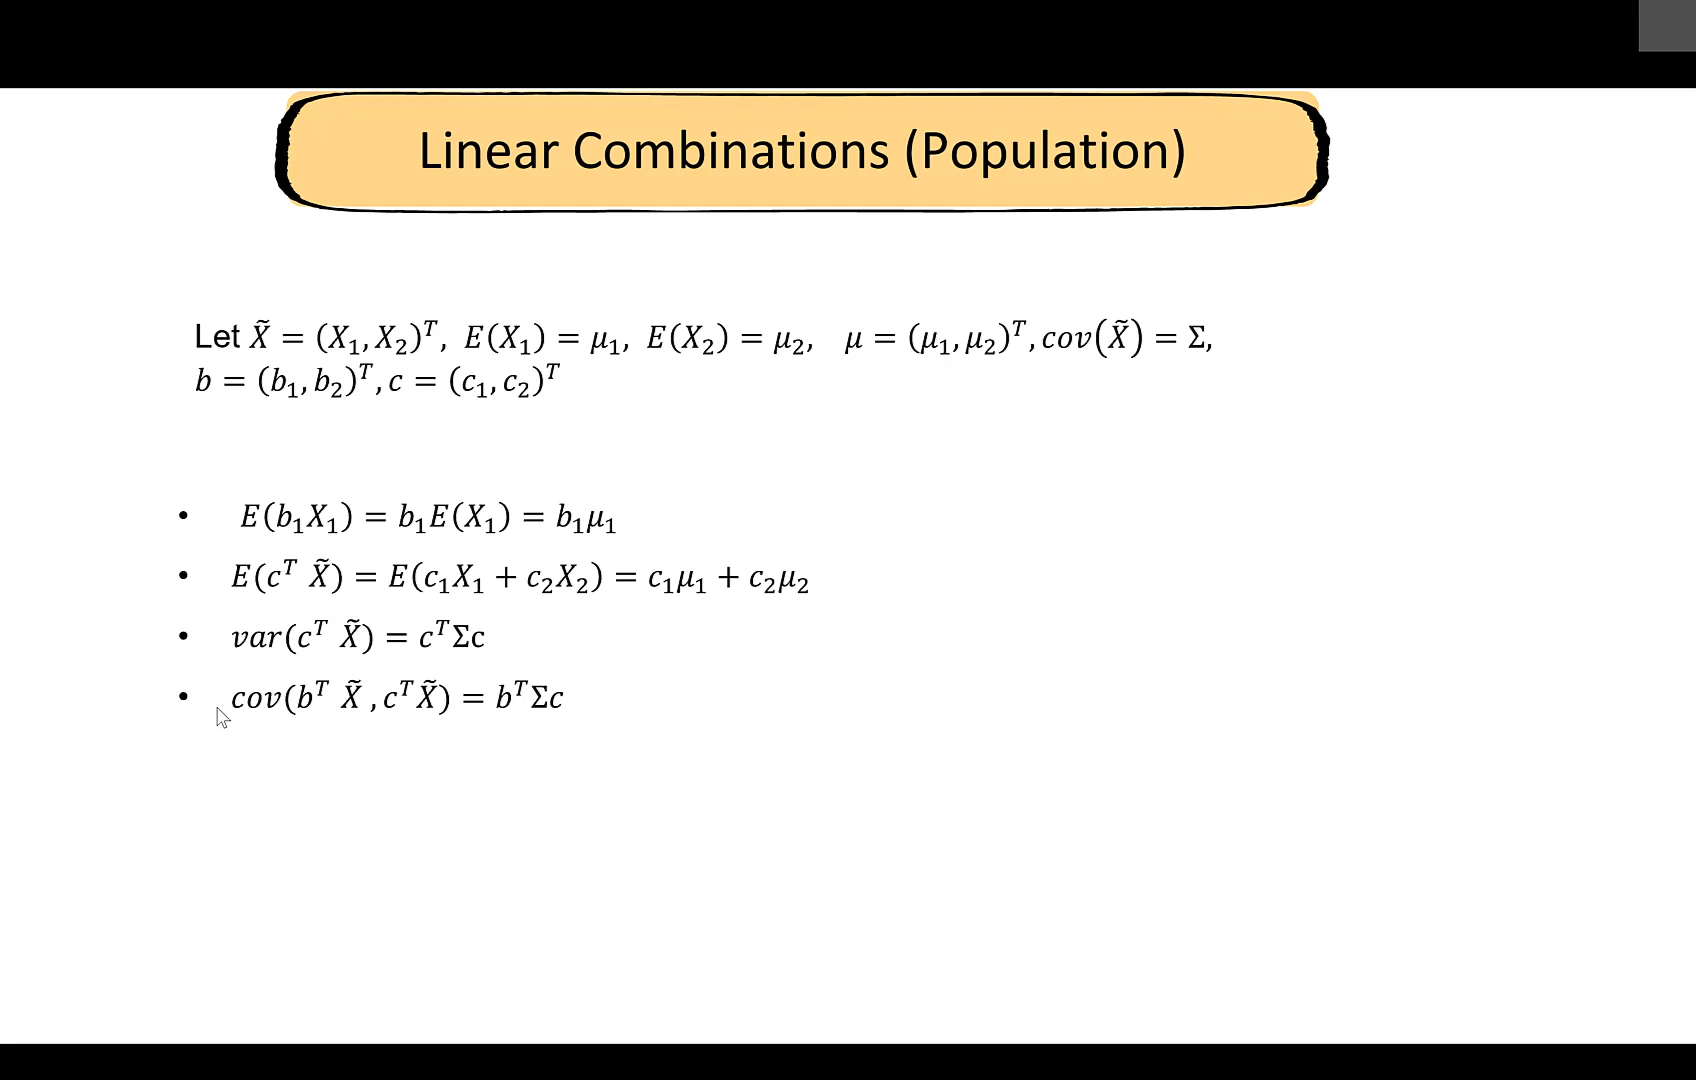 Linear Combinations (Population)
Let X̃ = (X₁, X₂)ᵀ, E(X₁) = μ₁, E(X₂) = μ₂, μ = (μ₁, μ₂)ᵀ, cov(X̃) = Σ,
b = (b₁, b₂)ᵀ, c = (c₁, c₂)ᵀ
• E(b₁X₁) = b₁E(X₁) = b₁μ₁
• E(cᵀ X̃) = E(c₁X₁ + c₂X₂) = c₁μ₁ + c₂μ₂
• var(cᵀ X̃) = cᵀΣc
• cov(bᵀ X̃ , cᵀX̃) = bᵀΣc